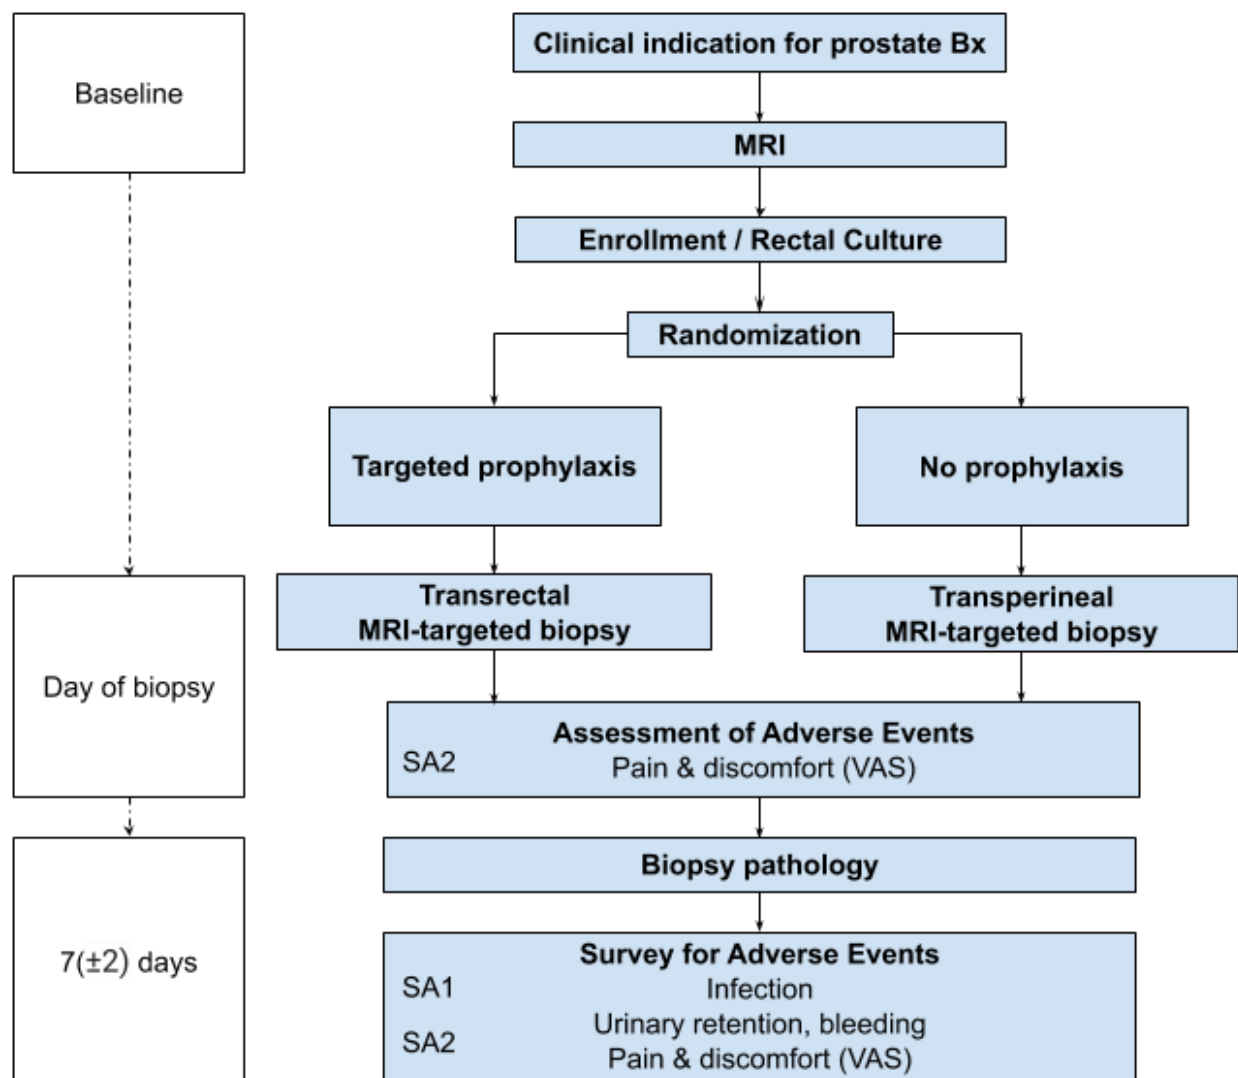 Baseline
Clinical indication for prostate Bx
MRI
Enrollment / Rectal Culture
Randomization
Targeted prophylaxis
No prophylaxis
Transrectal
MRI-targeted biopsy
Transperineal
MRI-targeted biopsy
Day of biopsy
Assessment of Adverse Events
SA2 Pain & discomfort (VAS)
Biopsy pathology
7(±2) days
Survey for Adverse Events
SA1 Infection
Urinary retention, bleeding
SA2 Pain & discomfort (VAS)